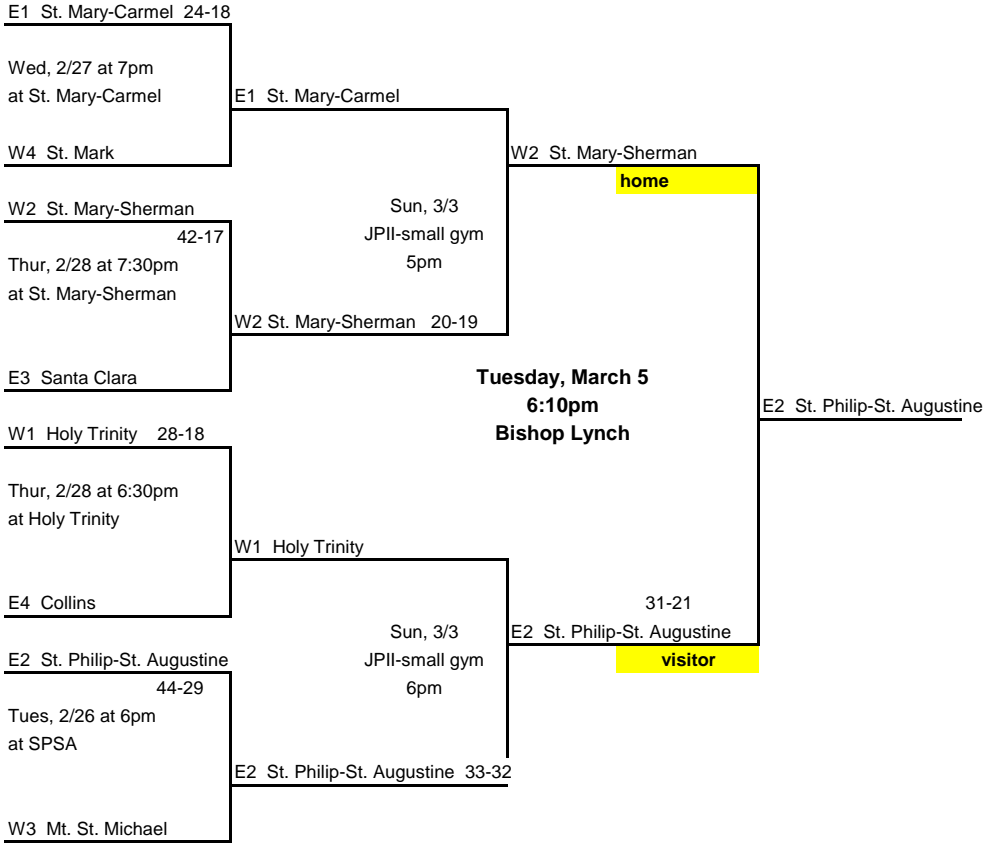 E1 St. Mary-Carmel 24-18
Wed, 2/27 at 7pm
at St. Mary-Carmel
E1 St. Mary-Carmel
W4 St. Mark
W2 St. Mary-Sherman
home
W2 St. Mary-Sherman
42-17
Thur, 2/28 at 7:30pm
at St. Mary-Sherman
Sun, 3/3
JPII-small gym
5pm
W2 St. Mary-Sherman 20-19
E3 Santa Clara
Tuesday, March 5
6:10pm
Bishop Lynch
E2 St. Philip-St. Augustine
W1 Holy Trinity 28-18
Thur, 2/28 at 6:30pm
at Holy Trinity
W1 Holy Trinity
E4 Collins
31-21
E2 St. Philip-St. Augustine
visitor
Sun, 3/3
JPII-small gym
6pm
E2 St. Philip-St. Augustine
44-29
Tues, 2/26 at 6pm
at SPSA
E2 St. Philip-St. Augustine 33-32
W3 Mt. St. Michael